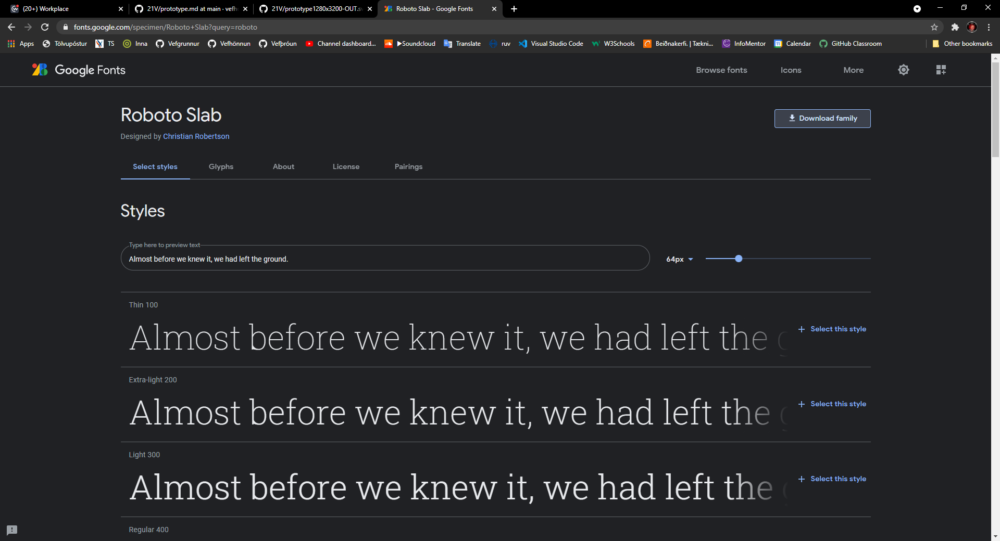 (20+) Workplace
21V/prototype.md at main · vefh
21V/prototype1280x3200-OUT.sv
Roboto Slab - Google Fonts
fonts.google.com/specimen/Roboto+Slab?query=roboto
Apps
Tölvupóstur
TS
Inna
Vefgrunnur
Vefhönnun
Vefþróun
Channel dashboard...
▶Soundcloud
Translate
ruv
Visual Studio Code
W3Schools
Beiðnakerfi. | Tækni...
InfoMentor
Calendar
GitHub Classroom
Other bookmarks
Google Fonts
Browse fonts
Icons
More
Roboto Slab
Download family
Designed by Christian Robertson
Select styles
Glyphs
About
License
Pairings
Styles
Type here to preview text
Almost before we knew it, we had left the ground.
64px
Thin 100
Almost before we knew it, we had left the g
Select this style
Extra-light 200
Almost before we knew it, we had left the g
Select this style
Light 300
Almost before we knew it, we had left the g
Select this style
Regular 400